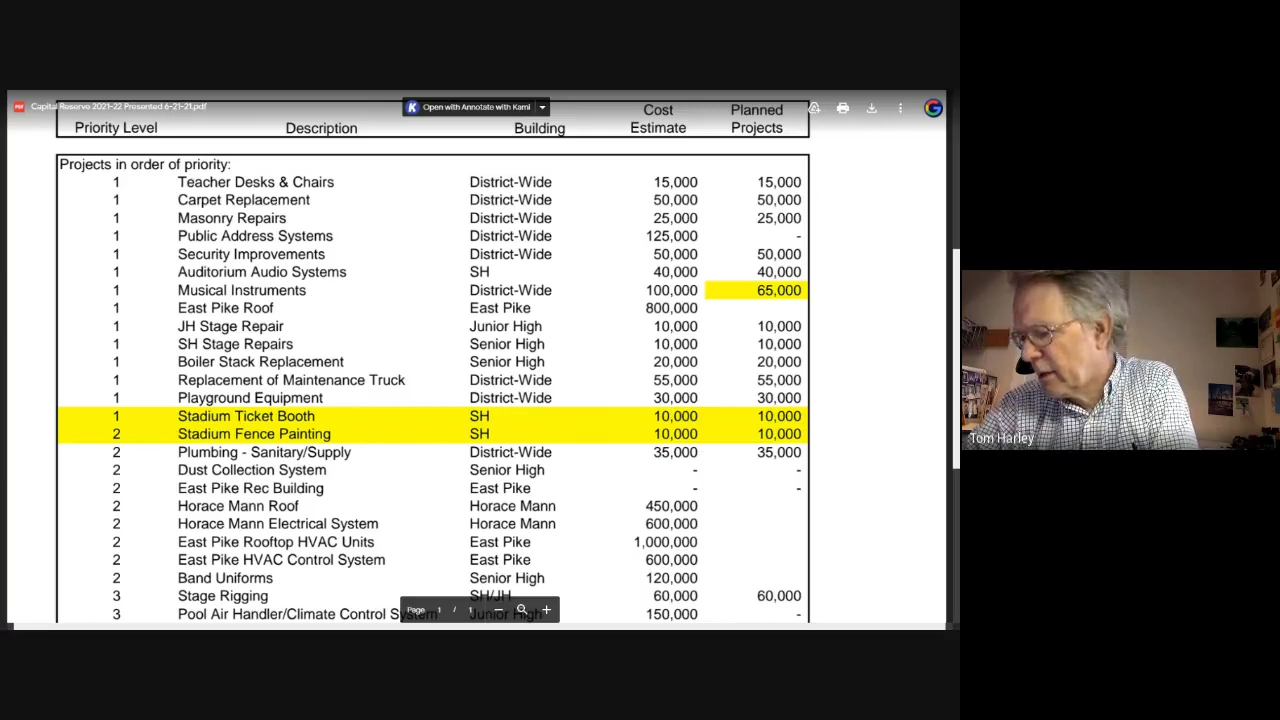 Capital Reserve 2021-22 Presented 6-21-21.pdf
Open with Annotate with Kami
Cost Planned
Priority Level Description Building Estimate Projects
Projects in order of priority:
1 Teacher Desks & Chairs District-Wide 15,000 15,000
1 Carpet Replacement District-Wide 50,000 50,000
1 Masonry Repairs District-Wide 25,000 25,000
1 Public Address Systems District-Wide 125,000 -
1 Security Improvements District-Wide 50,000 50,000
1 Auditorium Audio Systems SH 40,000 40,000
1 Musical Instruments District-Wide 100,000 65,000
1 East Pike Roof East Pike 800,000
1 JH Stage Repair Junior High 10,000 10,000
1 SH Stage Repairs Senior High 10,000 10,000
1 Boiler Stack Replacement Senior High 20,000 20,000
1 Replacement of Maintenance Truck District-Wide 55,000 55,000
1 Playground Equipment District-Wide 30,000 30,000
1 Stadium Ticket Booth SH 10,000 10,000
2 Stadium Fence Painting SH 10,000 10,000
2 Plumbing - Sanitary/Supply District-Wide 35,000 35,000
2 Dust Collection System Senior High - -
2 East Pike Rec Building East Pike - -
2 Horace Mann Roof Horace Mann 450,000
2 Horace Mann Electrical System Horace Mann 600,000
2 East Pike Rooftop HVAC Units East Pike 1,000,000
2 East Pike HVAC Control System East Pike 600,000
2 Band Uniforms Senior High 120,000
3 Stage Rigging SH/JH 60,000 60,000
3 Pool Air Handler/Climate Control System Junior High 150,000 -
Page 1 / 1
Tom Harley